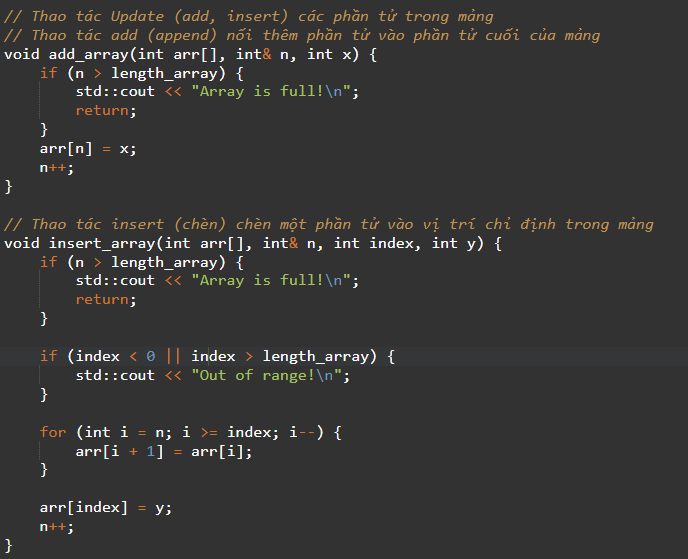 // Thao tác Update (add, insert) các phần tử trong mảng
// Thao tác add (append) nối thêm phần tử vào phần tử cuối của mảng
void add_array(int arr[], int& n, int x) {
    if (n > length_array) {
        std::cout << "Array is full!\n";
        return;
    }
    arr[n] = x;
    n++;
}

// Thao tác insert (chèn) chèn một phần tử vào vị trí chỉ định trong mảng
void insert_array(int arr[], int& n, int index, int y) {
    if (n > length_array) {
        std::cout << "Array is full!\n";
        return;
    }

    if (index < 0 || index > length_array) {
        std::cout << "Out of range!\n";
    }

    for (int i = n; i >= index; i--) {
        arr[i + 1] = arr[i];
    }

    arr[index] = y;
    n++;
}